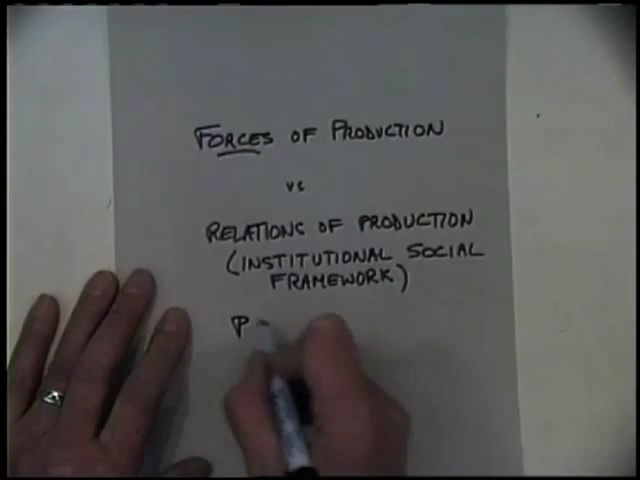 FORCES OF PRODUCTION
vs
RELATIONS OF PRODUCTION
(INSTITUTIONAL SOCIAL
FRAMEWORK)
P